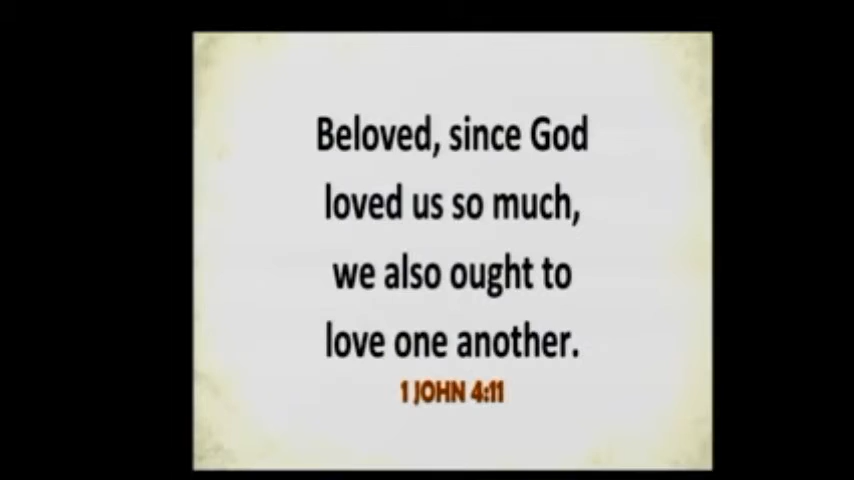 Beloved, since God
loved us so much,
we also ought to
love one another.
1 JOHN 4:11